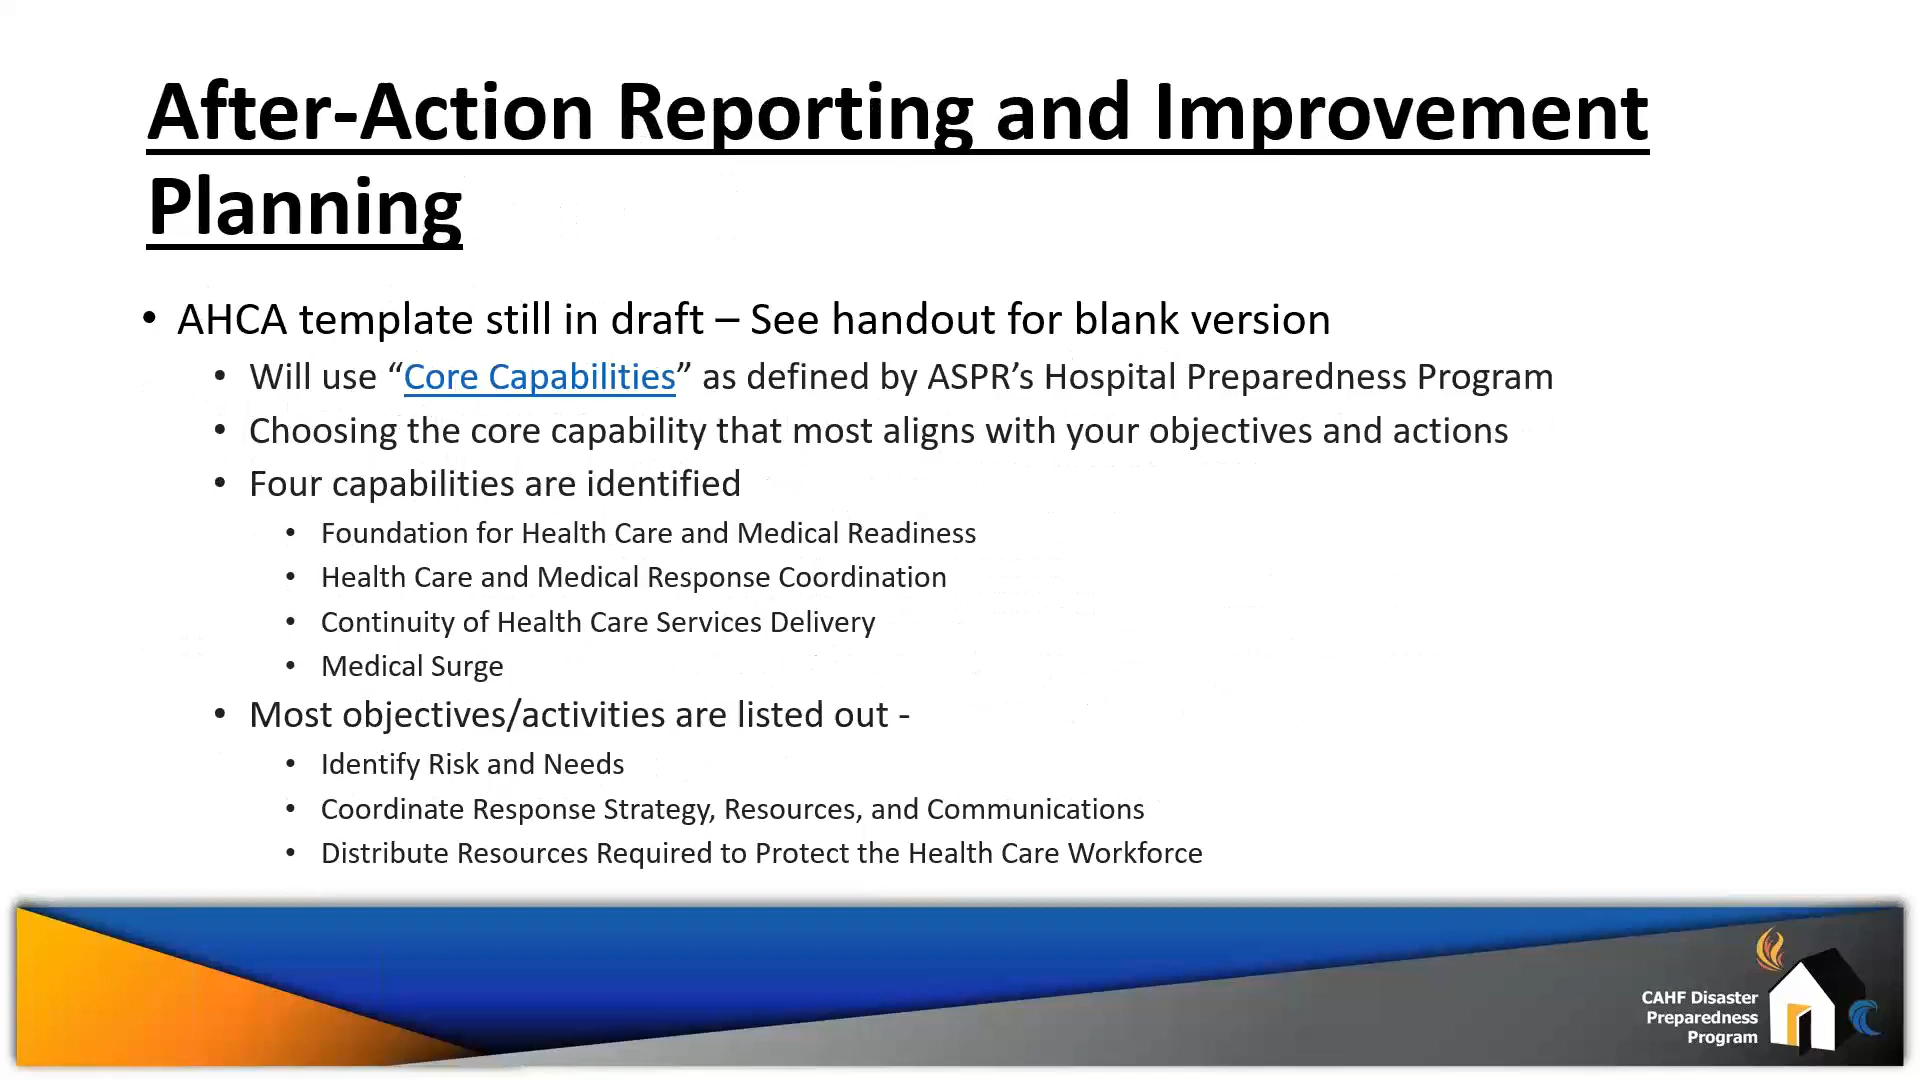 After-Action Reporting and Improvement
Planning
• AHCA template still in draft – See handout for blank version
• Will use “Core Capabilities” as defined by ASPR’s Hospital Preparedness Program
• Choosing the core capability that most aligns with your objectives and actions
• Four capabilities are identified
• Foundation for Health Care and Medical Readiness
• Health Care and Medical Response Coordination
• Continuity of Health Care Services Delivery
• Medical Surge
• Most objectives/activities are listed out -
• Identify Risk and Needs
• Coordinate Response Strategy, Resources, and Communications
• Distribute Resources Required to Protect the Health Care Workforce
CAHF Disaster
Preparedness
Program